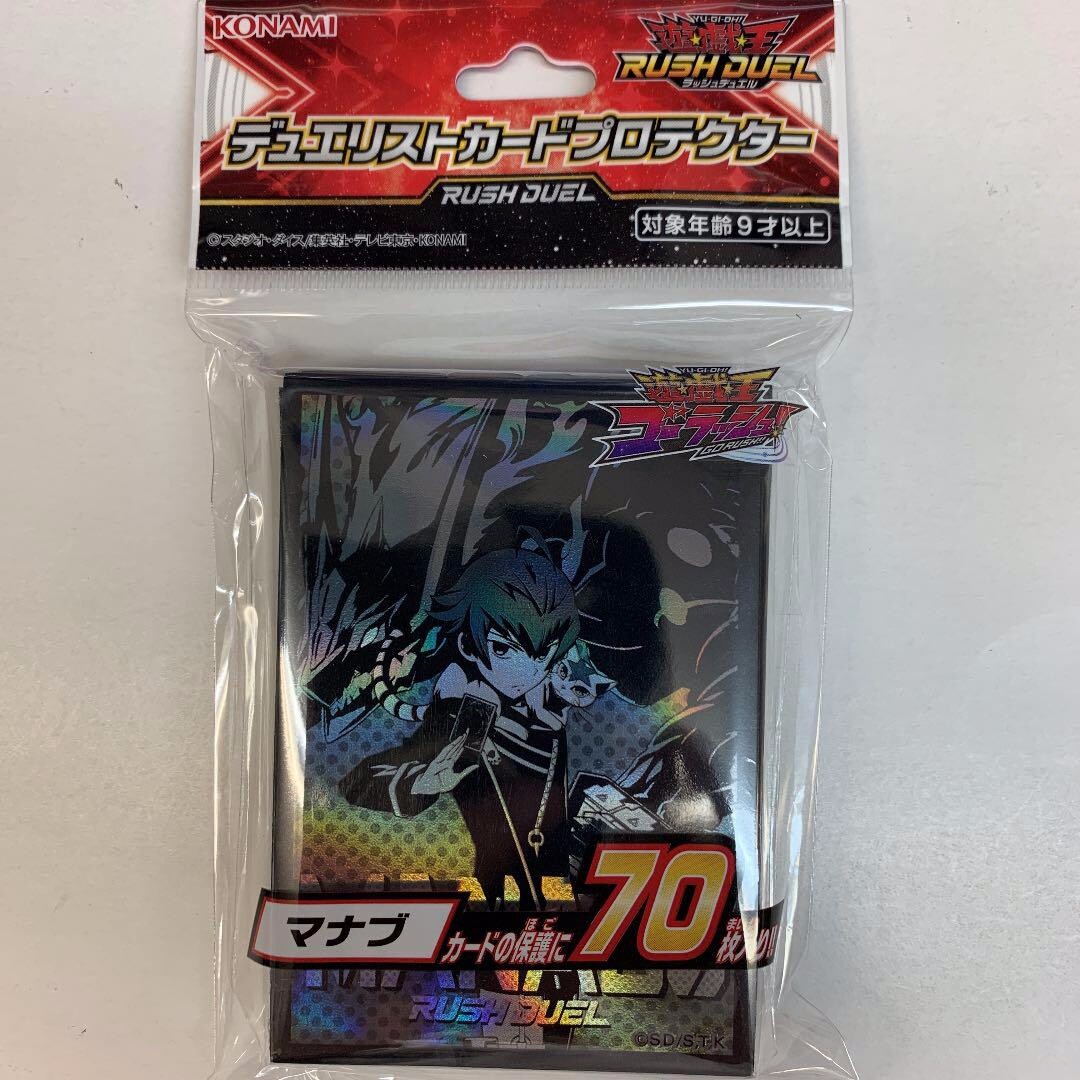 KONAMI
YU-GI-OH!
遊☆戯☆王
RUSH DUEL
ラッシュデュエル
デュエリストカードプロテクター
RUSH DUEL
対象年齢9才以上
©スタジオ・ダイス/集英社・テレビ東京・KONAMI
YU-GI-OH!
遊☆戯☆王
ゴーラッシュ!!
GO RUSH!!
マナブ
カードの保護に
ほご
70
枚入り!!
RUSH DUEL
©SD/S,T,K